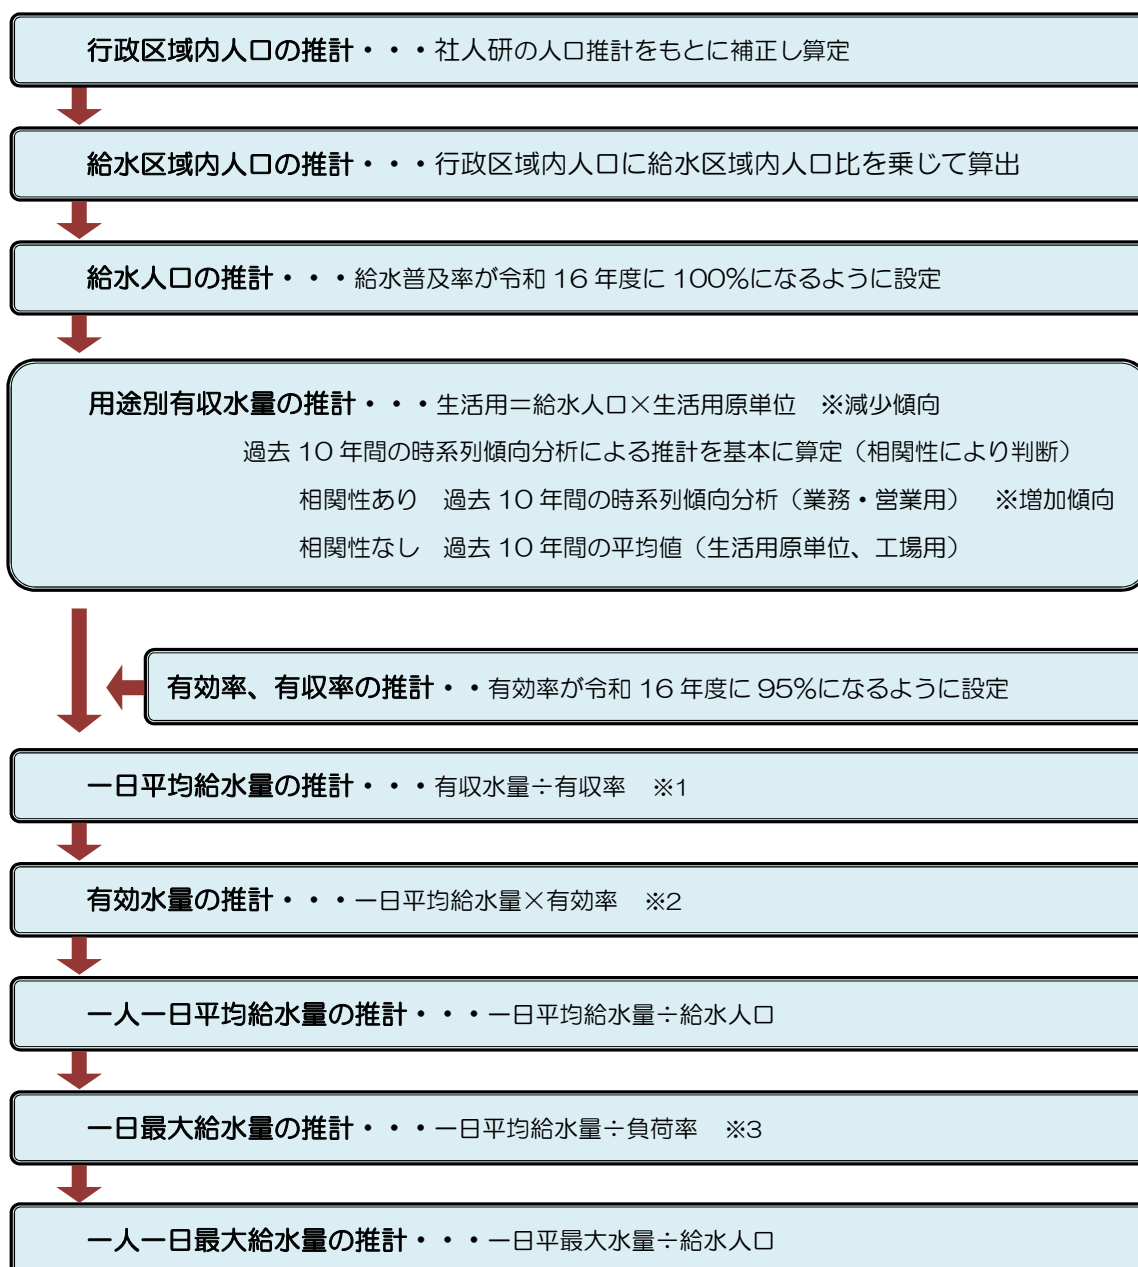 行政区域内人口の推計・・・社人研の人口推計をもとに補正し算定
給水区域内人口の推計・・・行政区域内人口に給水区域内人口比を乗じて算出
給水人口の推計・・・給水普及率が令和 16 年度に 100%になるように設定
用途別有収水量の推計・・・生活用＝給水人口×生活用原単位　※減少傾向
過去 10 年間の時系列傾向分析による推計を基本に算定（相関性により判断）
相関性あり　過去 10 年間の時系列傾向分析（業務・営業用）　※増加傾向
相関性なし　過去 10 年間の平均値（生活用原単位、工場用）
有効率、有収率の推計・・有効率が令和 16 年度に 95%になるように設定
一日平均給水量の推計・・・有収水量÷有収率　※1
有効水量の推計・・・一日平均給水量×有効率　※2
一人一日平均給水量の推計・・・一日平均給水量÷給水人口
一日最大給水量の推計・・・一日平均給水量÷負荷率　※3
一人一日最大給水量の推計・・・一日平最大水量÷給水人口